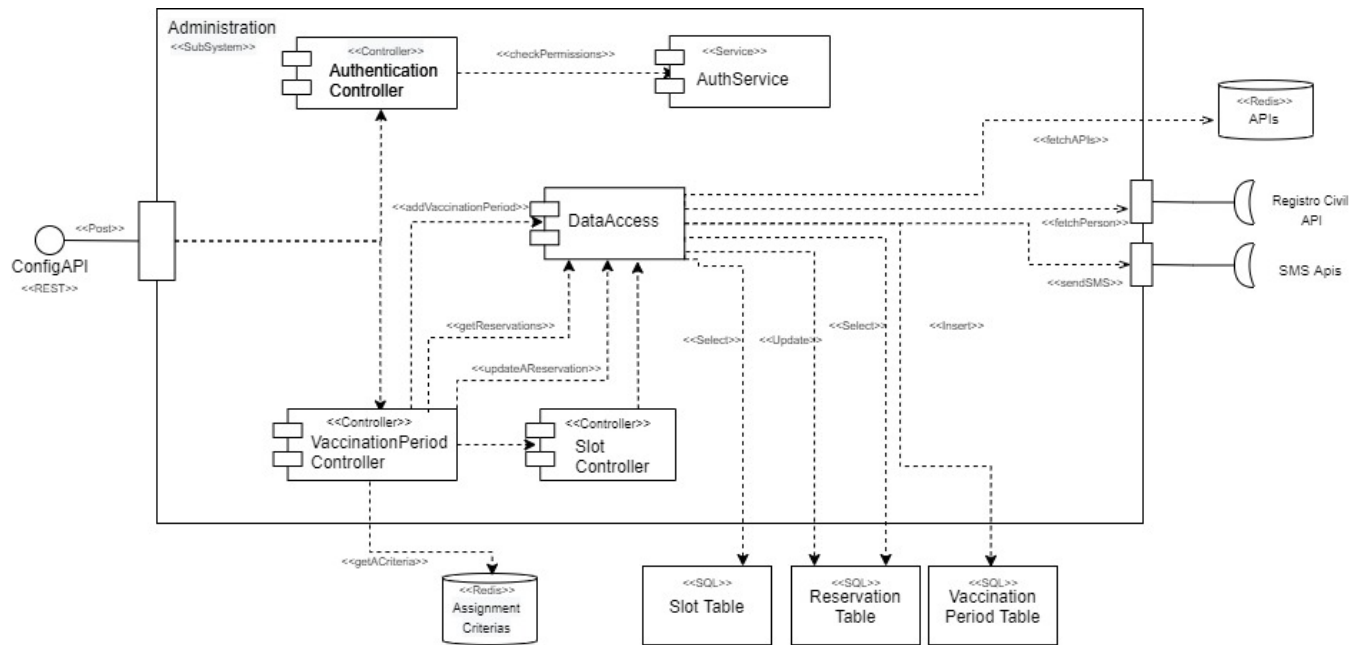 Administration
<<SubSystem>>
<<Controller>>
Authentication
Controller
<<checkPermissions>>
<<Service>>
AuthService
<<Redis>>
APIs
<<fetchAPIs>>
<<addVaccinationPeriod>>
DataAccess
<<fetchPerson>>
Registro Civil
API
<<Post>>
ConfigAPI
<<REST>>
SMS Apis
<<sendSMS>>
<<getReservations>>
<<Select>>
<<Update>>
<<Select>>
<<Insert>>
<<updateAReservation>>
<<Controller>>
VaccinationPeriod
Controller
<<Controller>>
Slot
Controller
<<getACriteria>>
<<Redis>>
Assignment
Criterias
<<SQL>>
Slot Table
<<SQL>>
Reservation
Table
<<SQL>>
Vaccination
Period Table